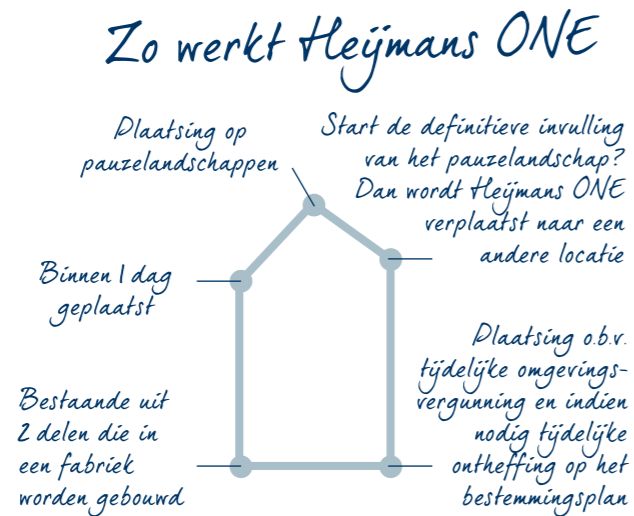 Zo werkt Heijmans ONE
Plaatsing op
pauzelandschappen
Start de definitieve invulling
van het pauzelandschap?
Dan wordt Heijmans ONE
verplaatst naar een
andere locatie
Binnen 1 dag
geplaatst
Plaatsing o.b.v.
tijdelijke omgevings-
vergunning en indien
nodig tijdelijke
ontheffing op het
bestemmingsplan
Bestaande uit
2 delen die in
een fabriek
worden gebouwd